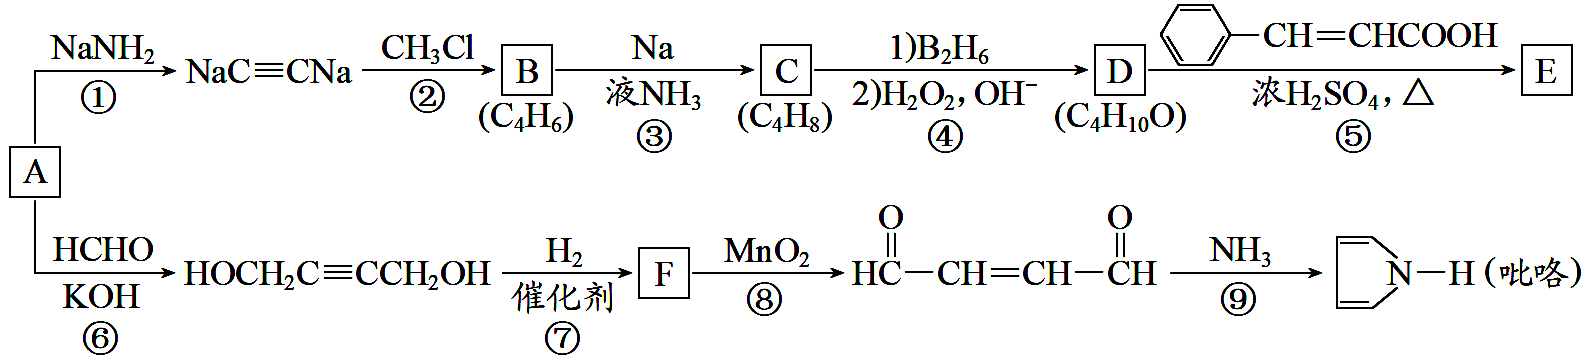 NaNH₂ ① NaC≡CNa CH₃Cl ② B (C₄H₆) Na 液NH₃ ③ C (C₄H₈) 1)B₂H₆ 2)H₂O₂,OH⁻ ④ D (C₄H₁₀O) CH=CHCOOH 浓H₂SO₄,△ ⑤ E
A
HCHO KOH ⑥ HOCH₂C≡CCH₂OH H₂ 催化剂 ⑦ F MnO₂ ⑧ O O HC—CH=CH—CH NH₃ ⑨ N—H (吡咯)